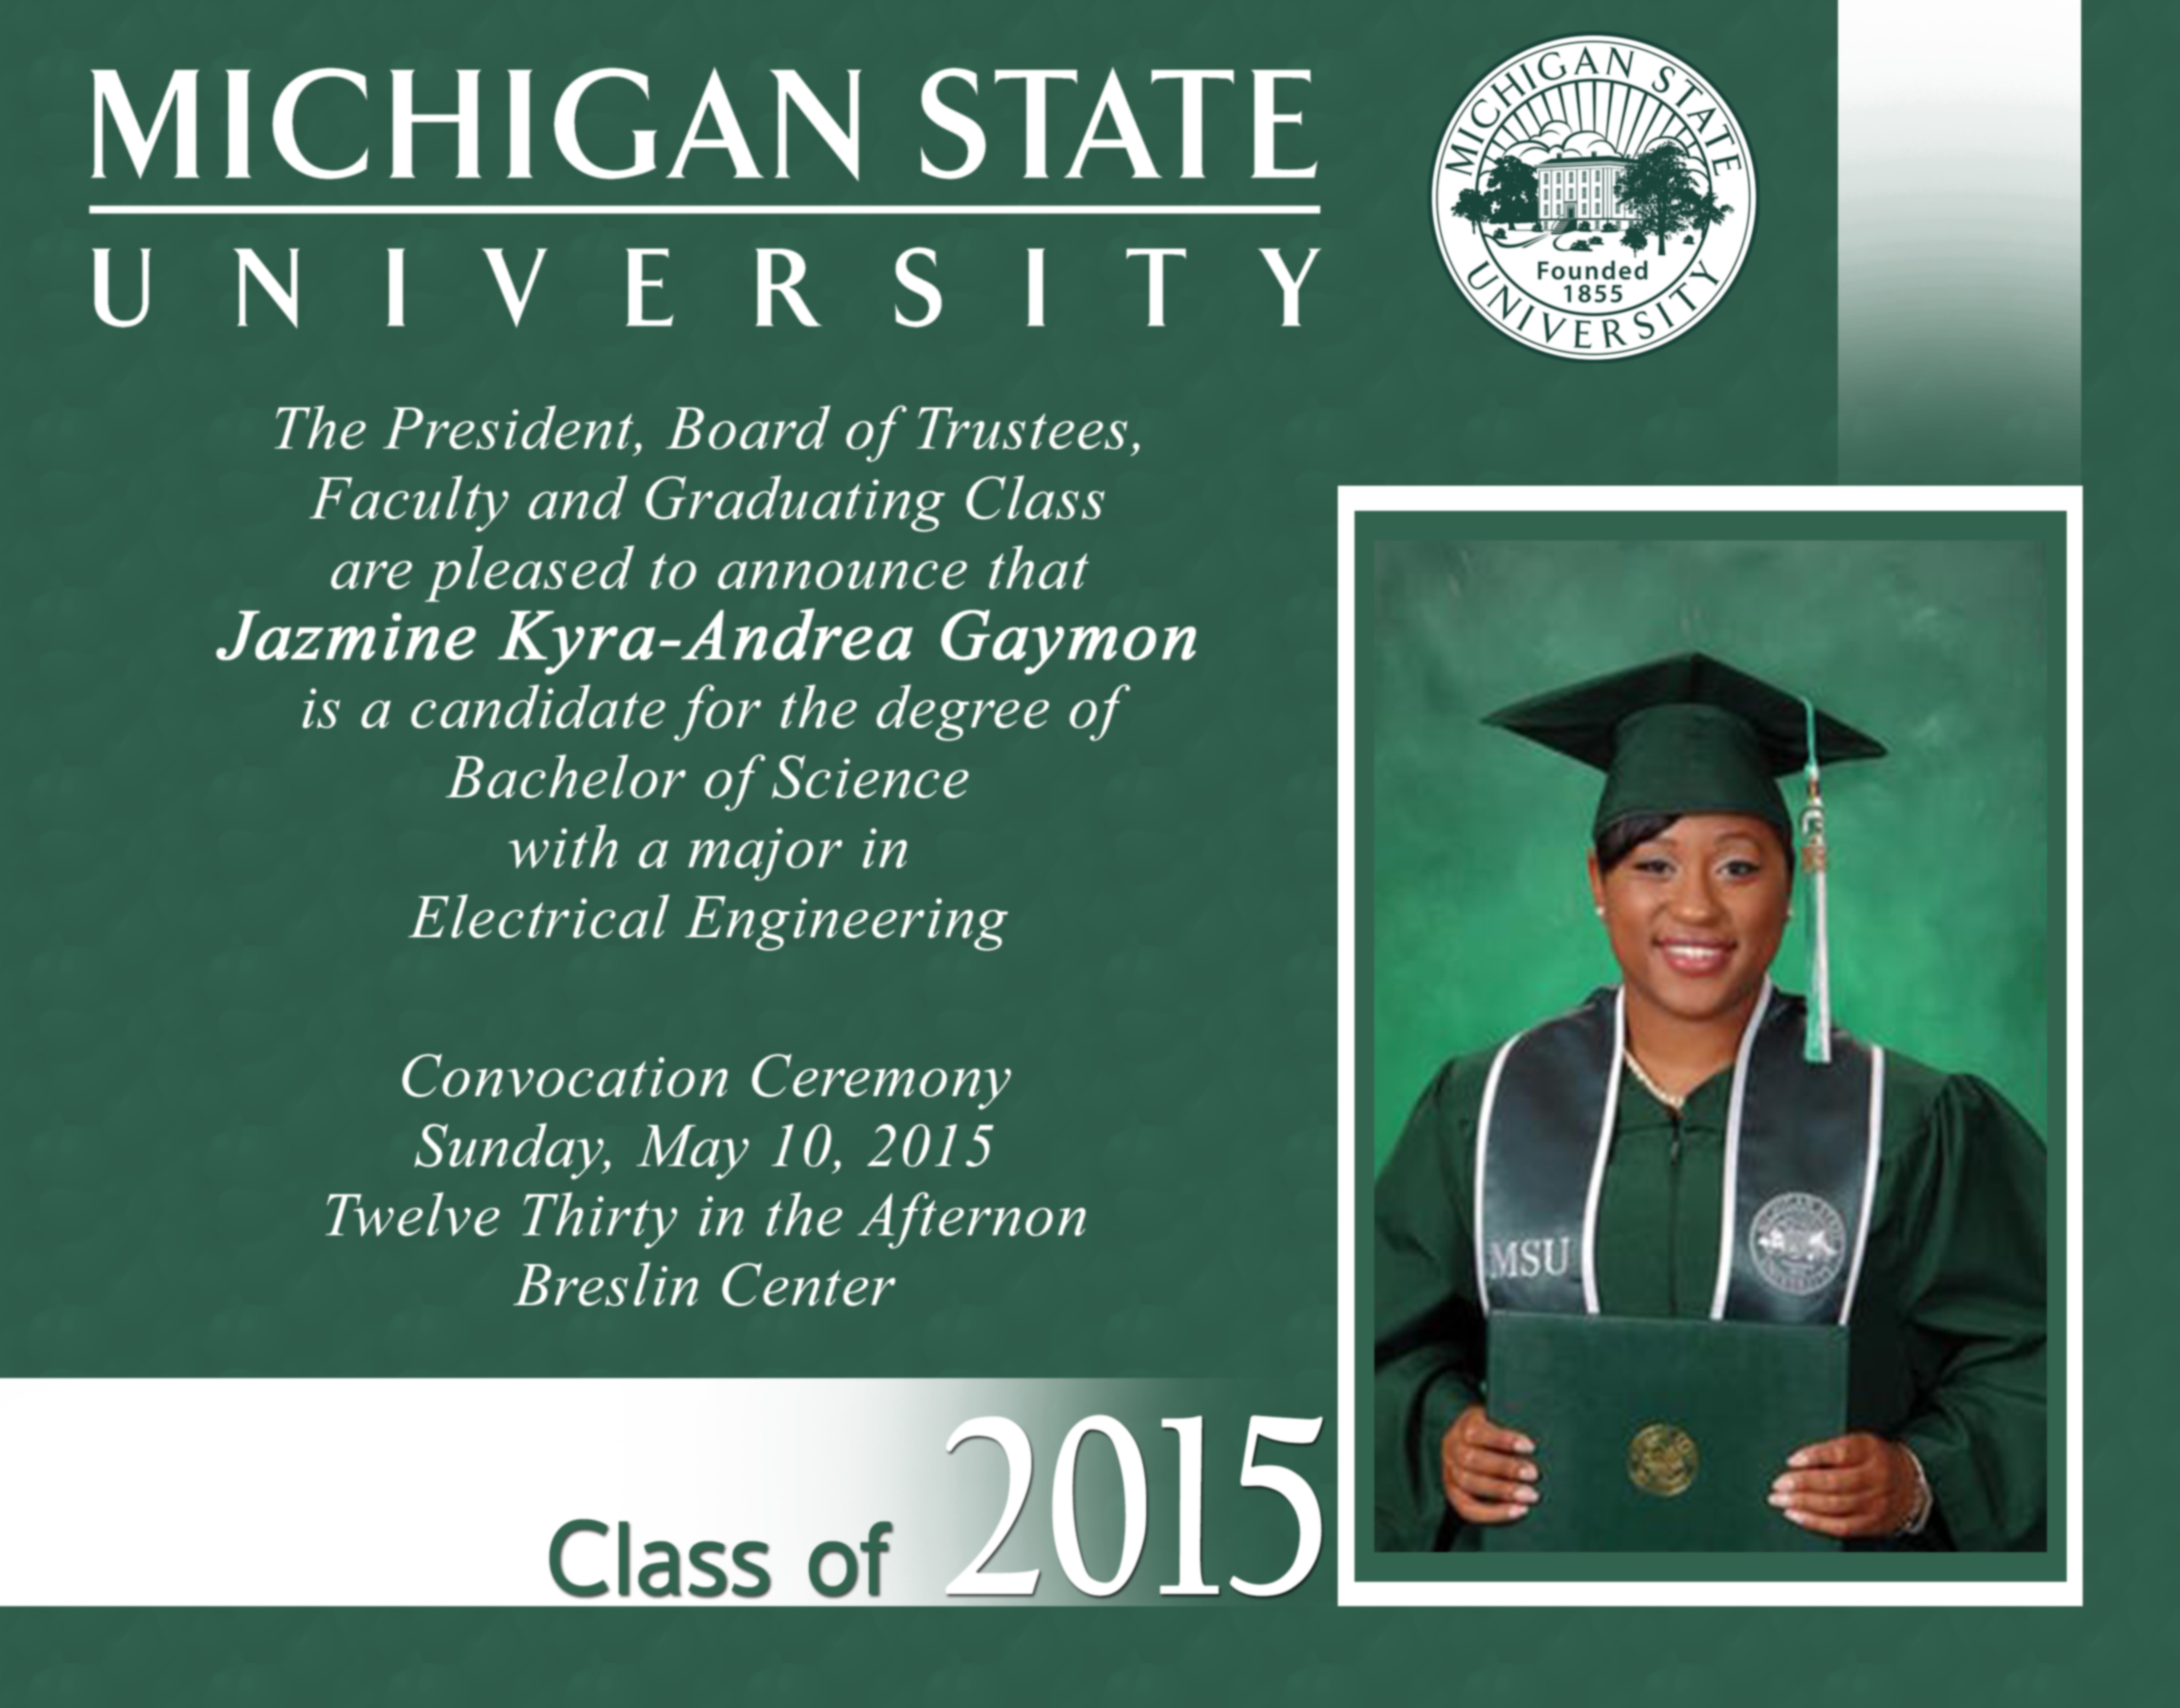 MICHIGAN STATE
UNIVERSITY
MICHIGAN STATE
UNIVERSITY
Founded
1855
The President, Board of Trustees,
Faculty and Graduating Class
are pleased to announce that
Jazmine Kyra-Andrea Gaymon
is a candidate for the degree of
Bachelor of Science
with a major in
Electrical Engineering
Convocation Ceremony
Sunday, May 10, 2015
Twelve Thirty in the Afternon
Breslin Center
MSU
Class of 2015